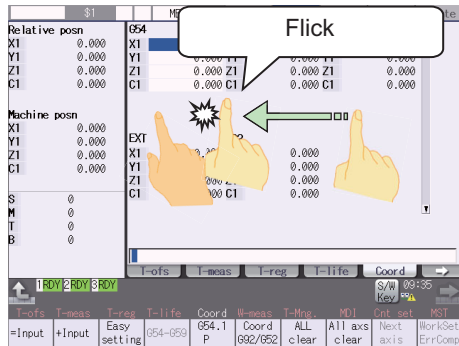 $1
Flick
Relative posn G54
X1 0.000 X1
Y1 0.000 Y1 0.000 Y1 0.000
Z1 0.000 Z1 0.000 Z1 0.000
C1 0.000 C1 0.000 C1 0.000
Machine posn
X1 0.000 EXT
Y1 0.000 X1 0.000
Z1 0.000 Y1 0.000
C1 0.000 Z1 0.000
C1 C1 0.000
S 0
M 0
T 0
B 0
T-ofs T-meas T-reg T-life Coord
1RDY 2RDY 3RDY S/W Key 09:35
T-ofs T-meas T-reg T-life Coord W-meas T-Mng. MDI Cnt set MST
=Input +Input Easy setting G54-G59 G54.1 P Coord G92/G52 ALL clear All axs clear Next axis WorkSet ErrComp